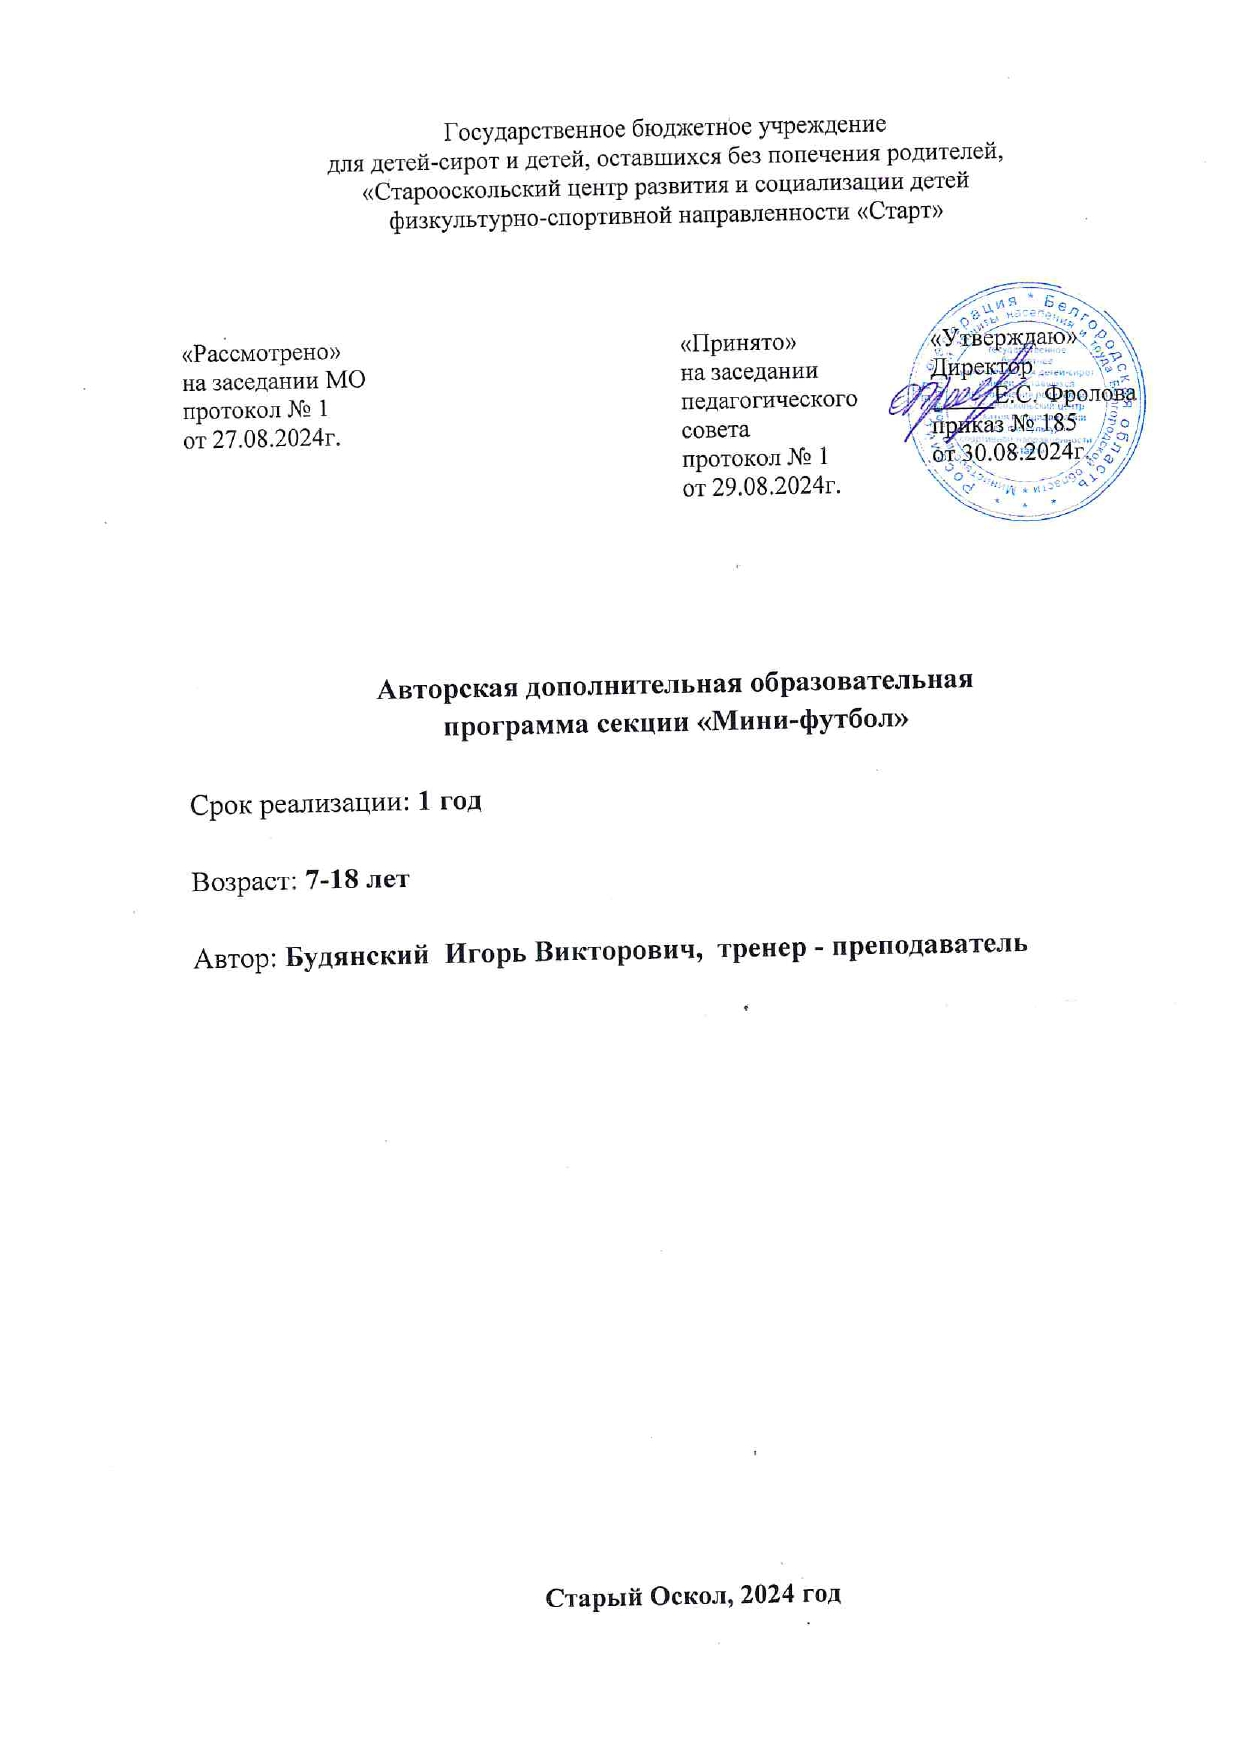 Государственное бюджетное учреждение
для детей-сирот и детей, оставшихся без попечения родителей,
«Старооскольский центр развития и социализации детей
физкультурно-спортивной направленности «Старт»
«Рассмотрено»
на заседании МО
протокол № 1
от 27.08.2024г.
«Принято»
на заседании
педагогического
совета
протокол № 1
от 29.08.2024г.
«Утверждаю»
Директор
_____Е.С. Фролова
приказ № 185
от 30.08.2024г.
Белгородская область
Авторская дополнительная образовательная
программа секции «Мини-футбол»
Срок реализации: 1 год
Возраст: 7-18 лет
Автор: Будянский Игорь Викторович, тренер - преподаватель
Старый Оскол, 2024 год